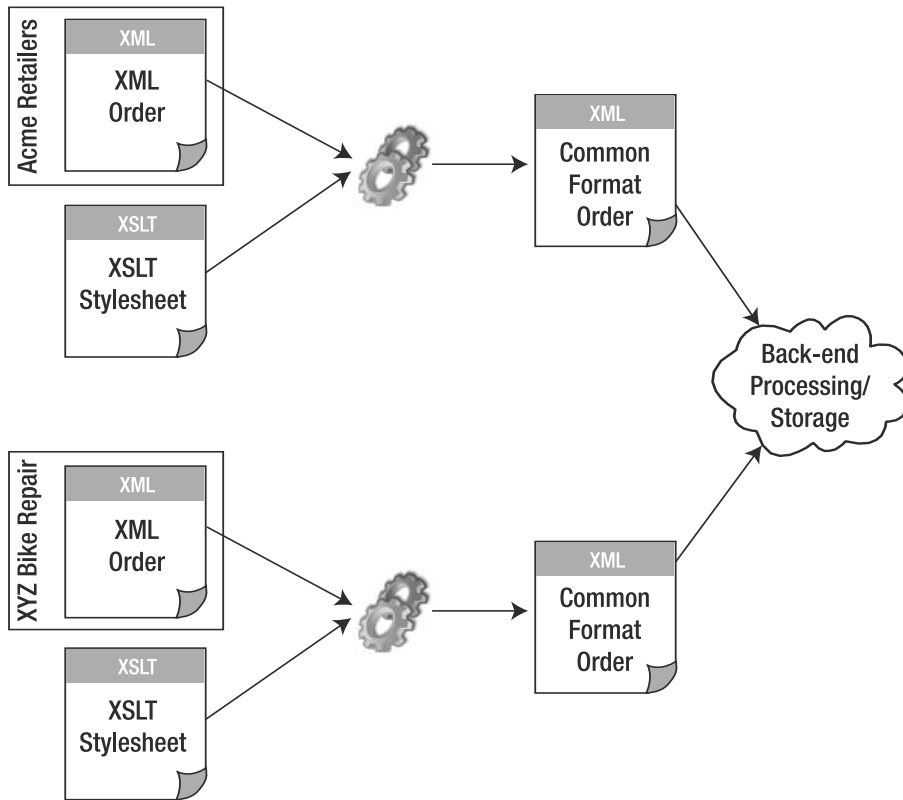 Acme Retailers
XML
XML
Order
XSLT
XSLT
Stylesheet
XML
Common
Format
Order
Back-end
Processing/
Storage
XYZ Bike Repair
XML
XML
Order
XSLT
XSLT
Stylesheet
XML
Common
Format
Order